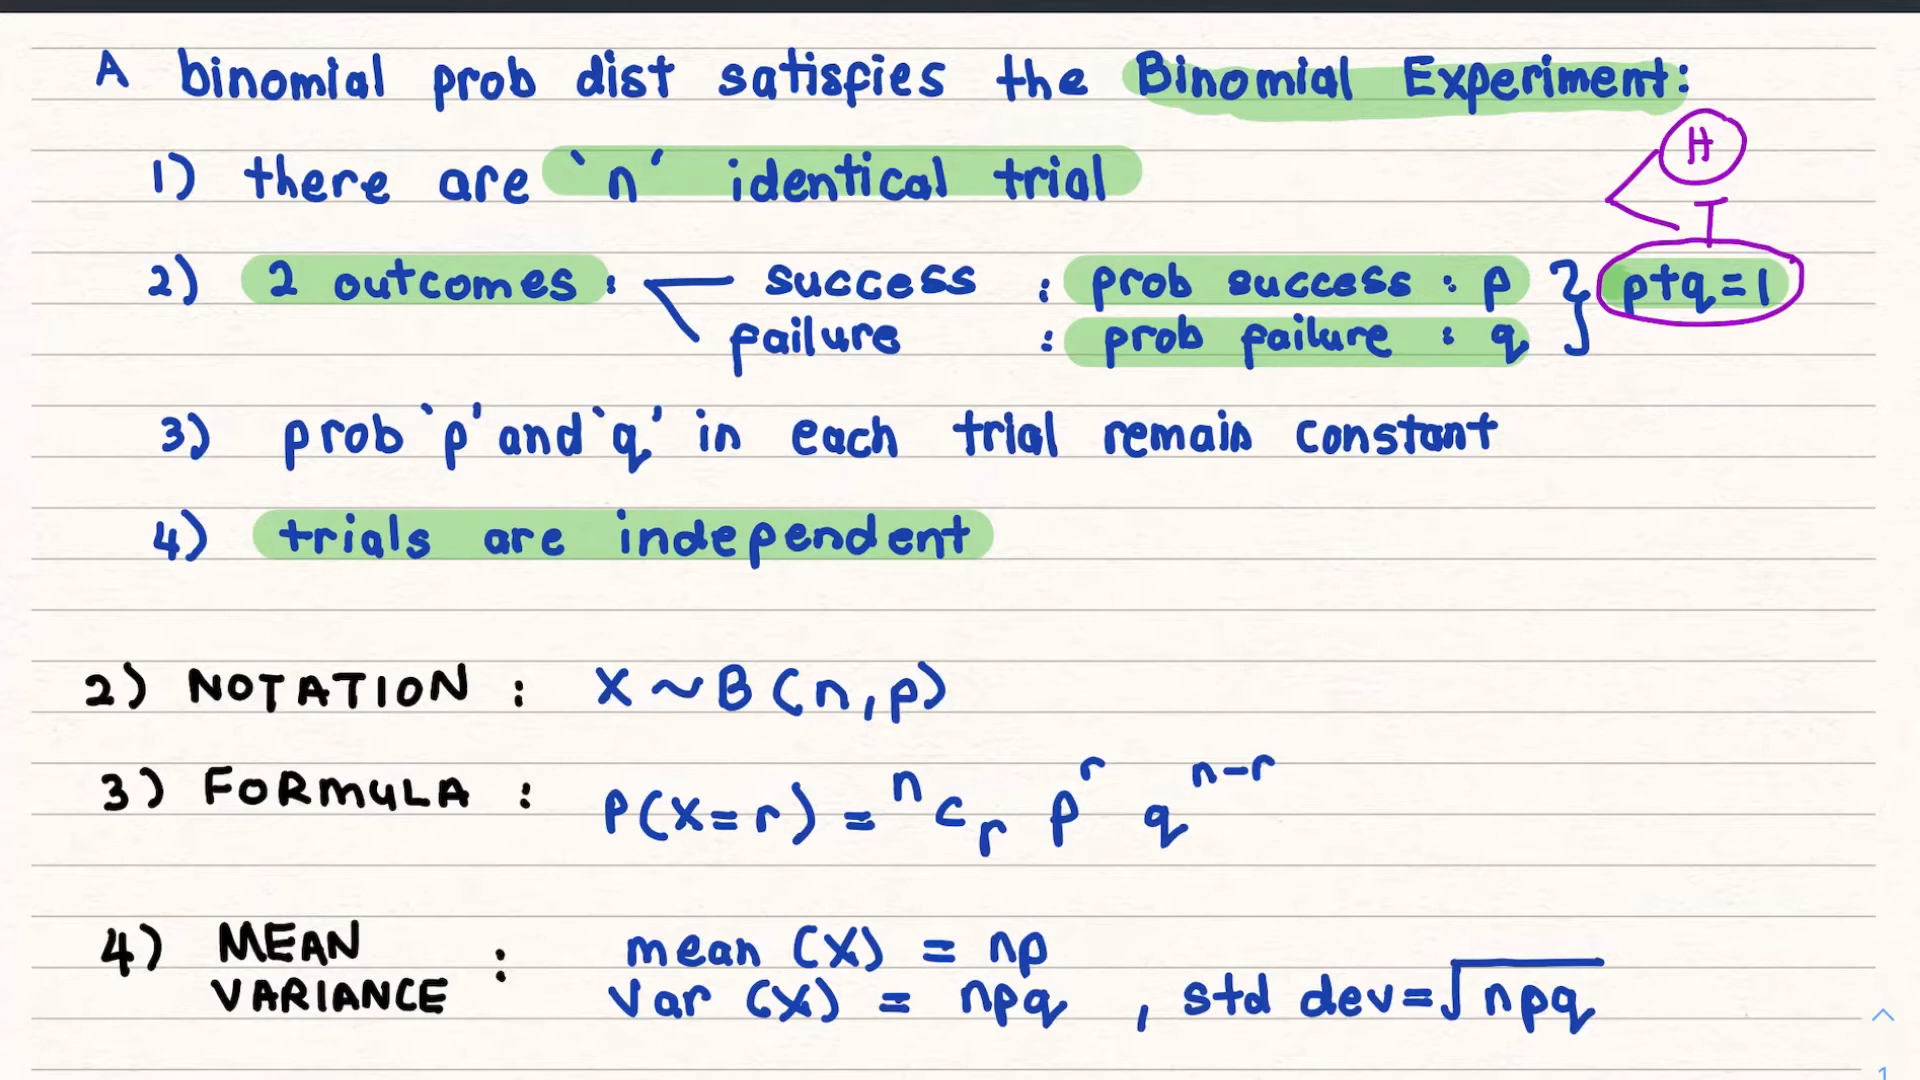 A binomial prob dist satisfies the Binomial Experiment:
1) there are 'n' identical trial
H
T
2) 2 outcomes : success : prob success : p } p+q=1
failure : prob failure : q
3) prob 'p' and 'q' in each trial remain constant
4) trials are independent
2) NOTATION : X ~ B (n,p)
3) FORMULA : P(X=r) = ⁿCᵣ pʳ qⁿ⁻ʳ
4) MEAN VARIANCE : mean (X) = np
Var (X) = npq , std dev = √npq
1